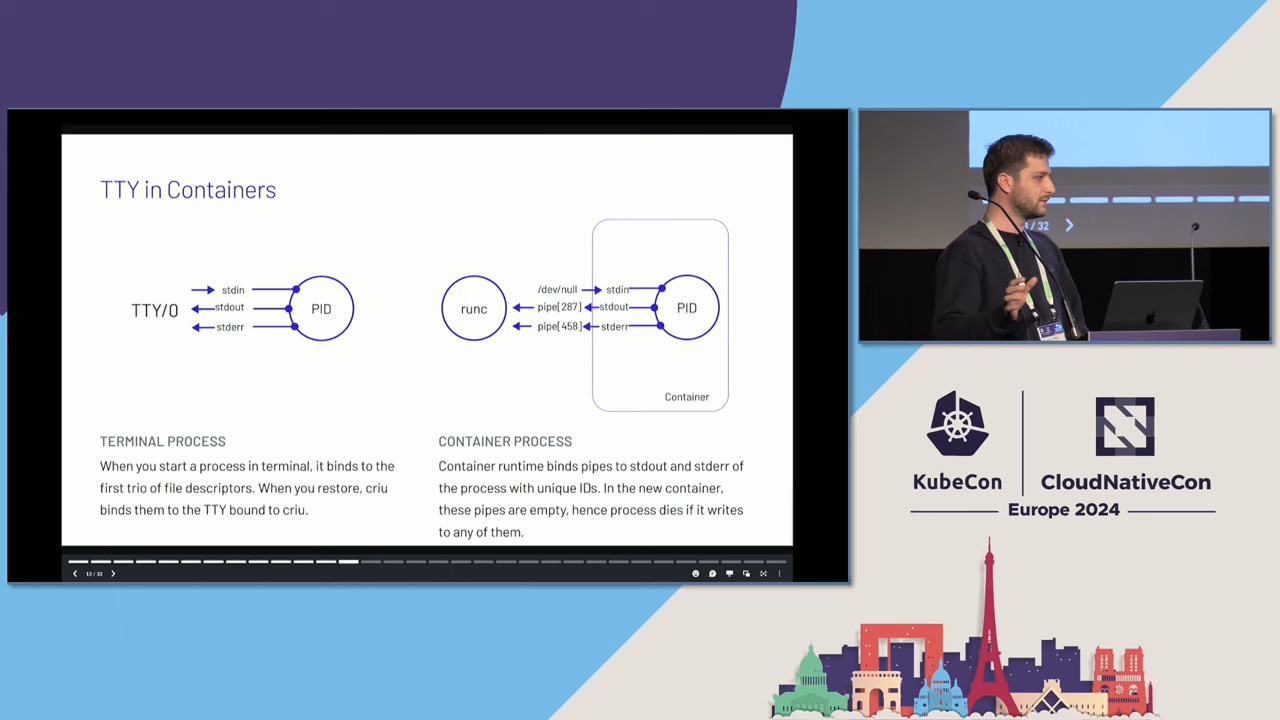 TTY in Containers
TTY/0
stdin
stdout
stderr
PID
runc
/dev/null
pipe[287]
pipe[458]
stdin
stdout
stderr
PID
Container
TERMINAL PROCESS
When you start a process in terminal, it binds to the
first trio of file descriptors. When you restore, criu
binds them to the TTY bound to criu.
CONTAINER PROCESS
Container runtime binds pipes to stdout and stderr of
the process with unique IDs. In the new container,
these pipes are empty, hence process dies if it writes
to any of them.
13 / 32
/ 32
KubeCon
CloudNativeCon
Europe 2024